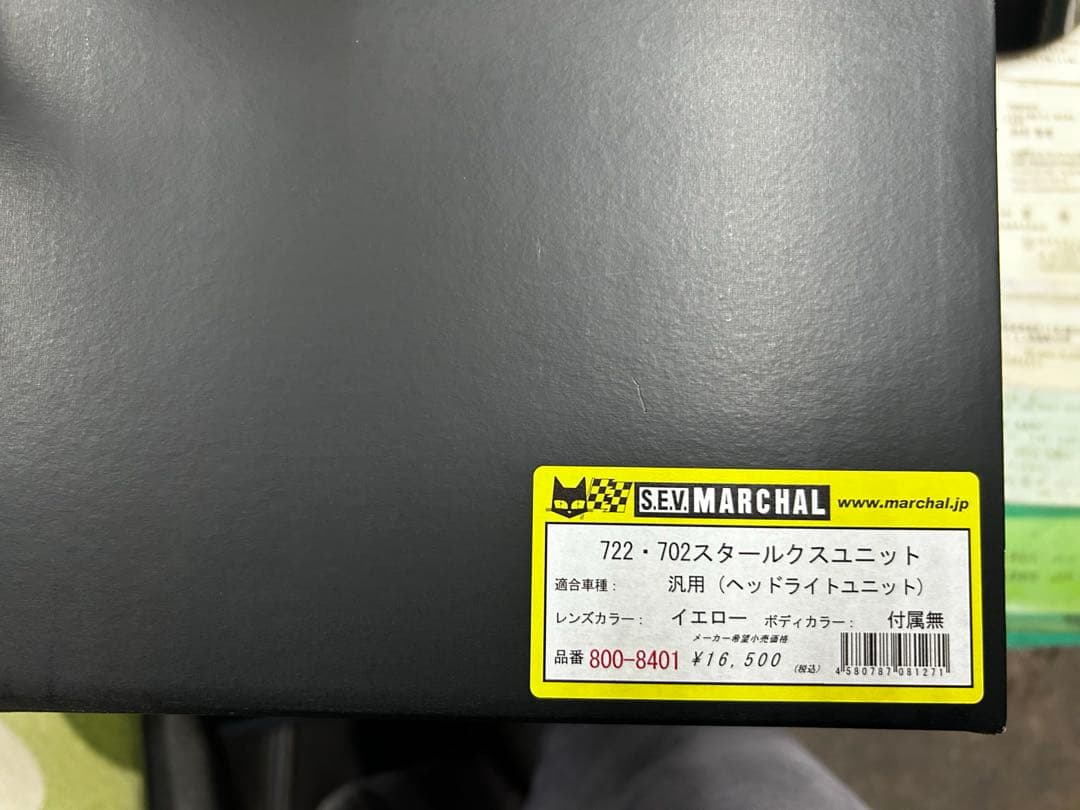 S.E.V. MARCHAL www.marchal.jp
722・702スタールクスユニット
適合車種： 汎用（ヘッドライトユニット）
レンズカラー： イエロー ボディカラー： 付属無
メーカー希望小売価格
品番 800-8401 ¥16,500 (税込)
4 580787 081271